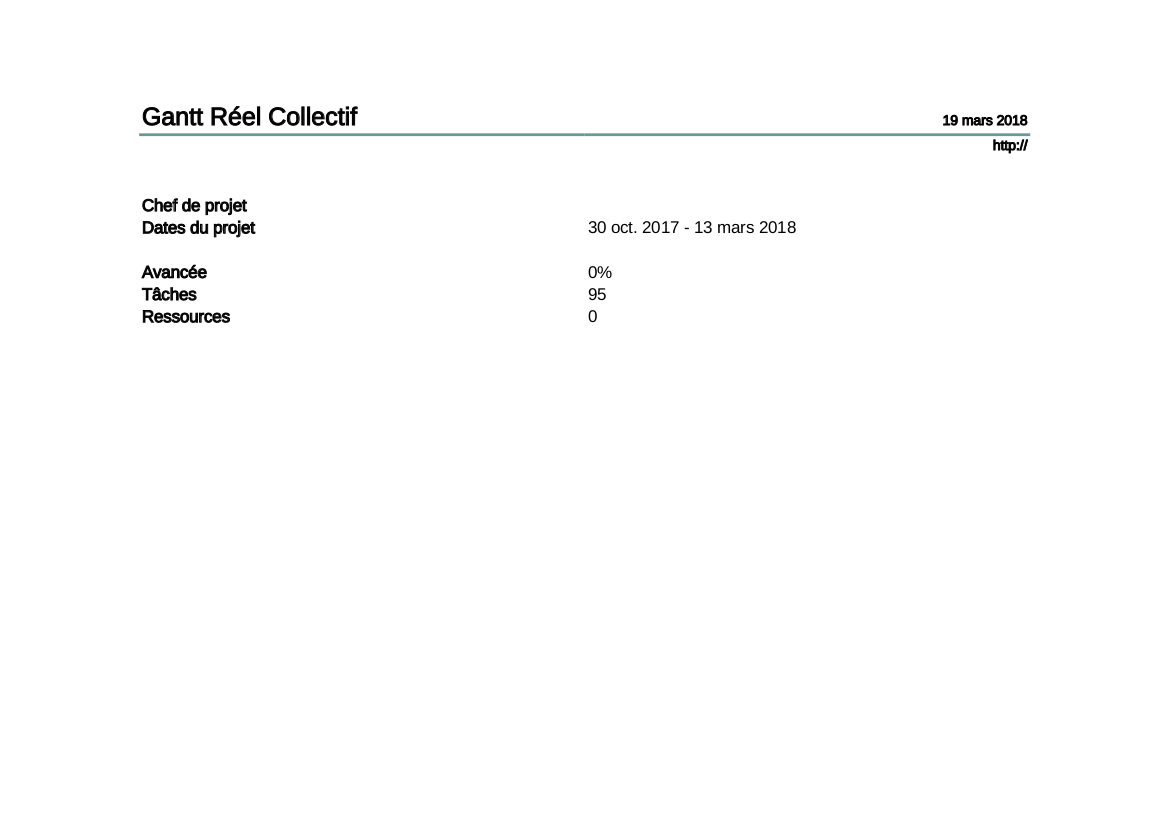 Gantt Réel Collectif 19 mars 2018
http://
Chef de projet
Dates du projet 30 oct. 2017 - 13 mars 2018
Avancée 0%
Tâches 95
Ressources 0